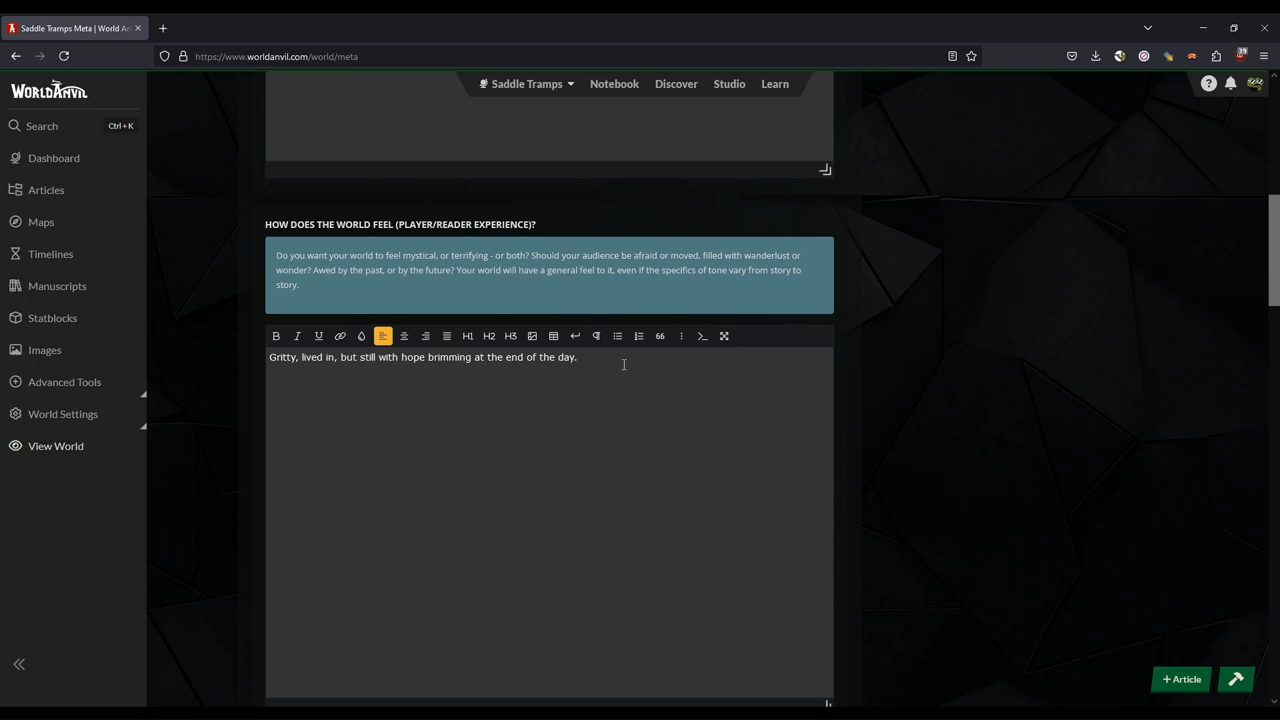 Saddle Tramps Meta | World An
https://www.worldanvil.com/world/meta
39
WORLDANVIL
Saddle Tramps
Notebook
Discover
Studio
Learn
Search
Ctrl+K
Dashboard
Articles
Maps
Timelines
Manuscripts
Statblocks
Images
Advanced Tools
World Settings
View World
HOW DOES THE WORLD FEEL (PLAYER/READER EXPERIENCE)?
Do you want your world to feel mystical, or terrifying - or both? Should your audience be afraid or moved, filled with wanderlust or
wonder? Awed by the past, or by the future? Your world will have a general feel to it, even if the specifics of tone vary from story to
story.
B I U H1 H2 H3 66
Gritty, lived in, but still with hope brimming at the end of the day.
+ Article